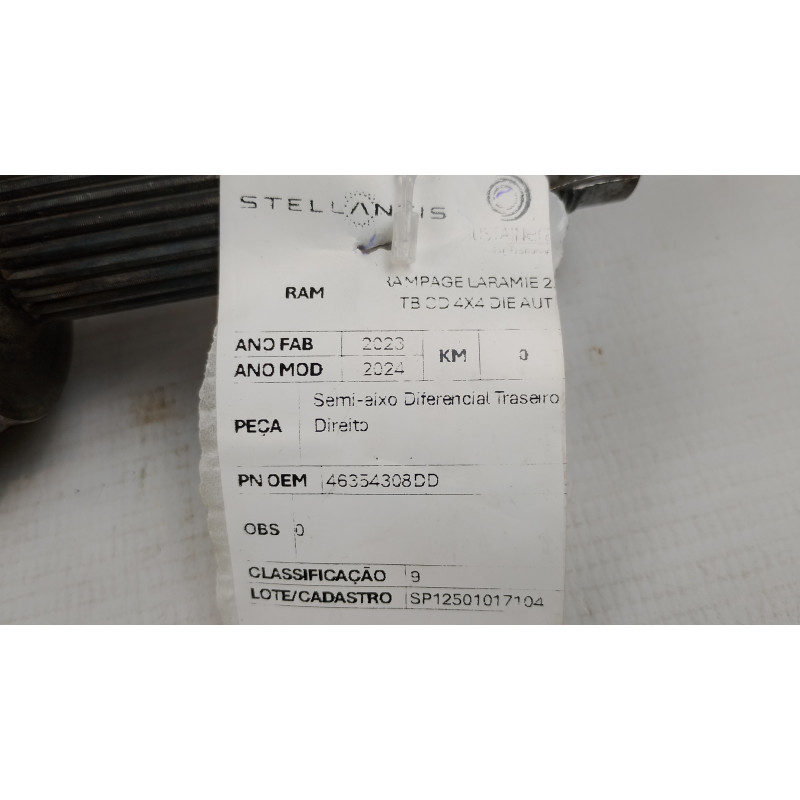 STELLANTIS
RAM
RAMPAGE LARAMIE 2
TB CD 4X4 DIE AUT
ANO FAB 2023
KM 0
ANO MOD 2024
PEÇA Semi-eixo Diferencial Traseiro
Direito
PN OEM 46354308DD
OBS 0
CLASSIFICAÇÃO 9
LOTE/CADASTRO SP12501017104